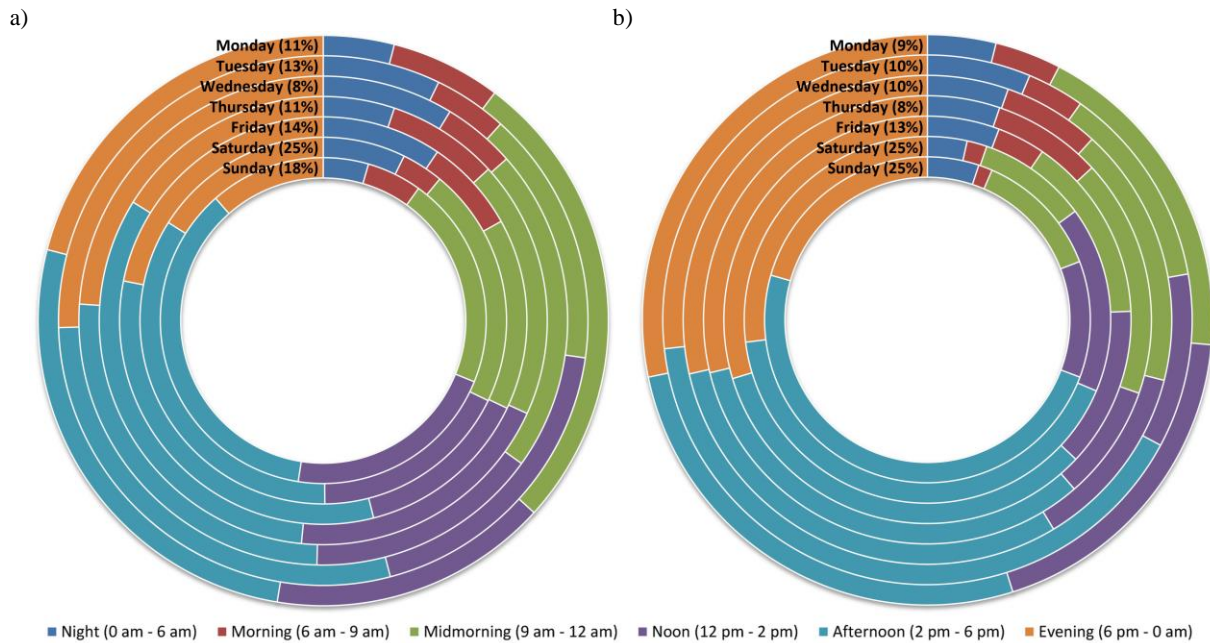 a)
b)
Monday (11%)
Tuesday (13%)
Wednesday (8%)
Thursday (11%)
Friday (14%)
Saturday (25%)
Sunday (18%)
Monday (9%)
Tuesday (10%)
Wednesday (10%)
Thursday (8%)
Friday (13%)
Saturday (25%)
Sunday (25%)
Night (0 am - 6 am) Morning (6 am - 9 am) Midmorning (9 am - 12 am) Noon (12 pm - 2 pm) Afternoon (2 pm - 6 pm) Evening (6 pm - 0 am)